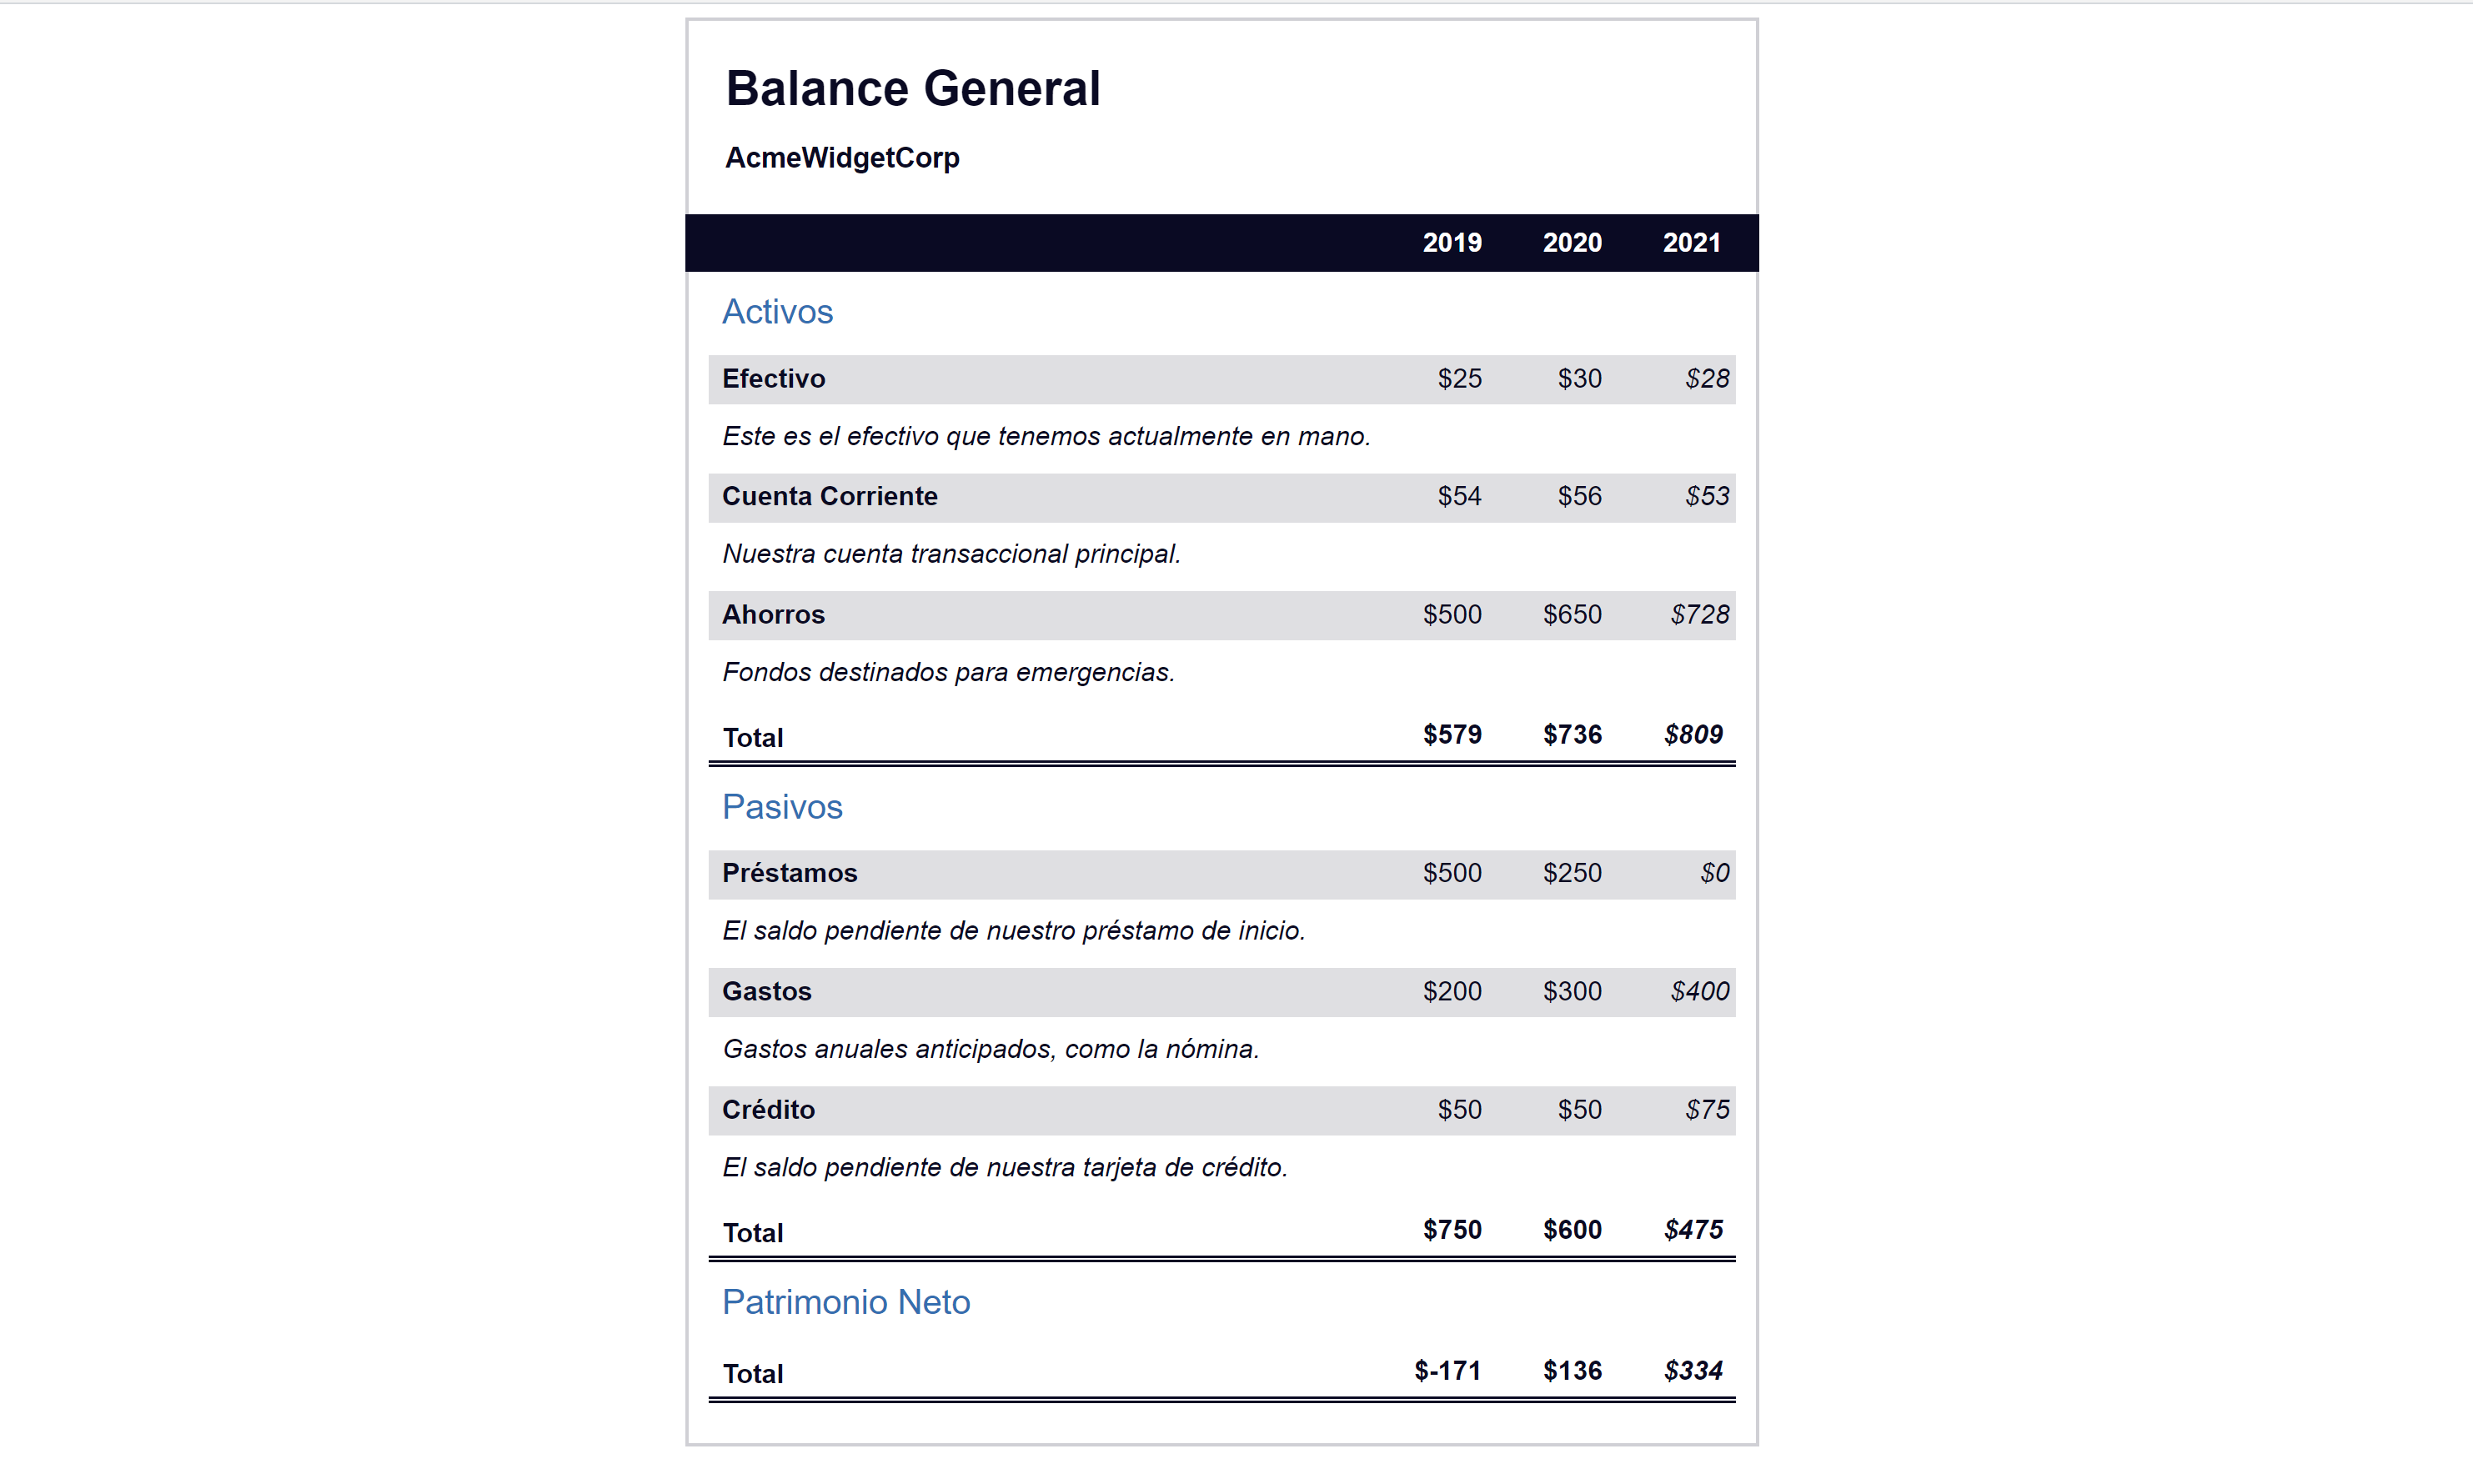 Balance General
AcmeWidgetCorp
2019 2020 2021
Activos
Efectivo $25 $30 $28
Este es el efectivo que tenemos actualmente en mano.
Cuenta Corriente $54 $56 $53
Nuestra cuenta transaccional principal.
Ahorros $500 $650 $728
Fondos destinados para emergencias.
Total $579 $736 $809
Pasivos
Préstamos $500 $250 $0
El saldo pendiente de nuestro préstamo de inicio.
Gastos $200 $300 $400
Gastos anuales anticipados, como la nómina.
Crédito $50 $50 $75
El saldo pendiente de nuestra tarjeta de crédito.
Total $750 $600 $475
Patrimonio Neto
Total $-171 $136 $334